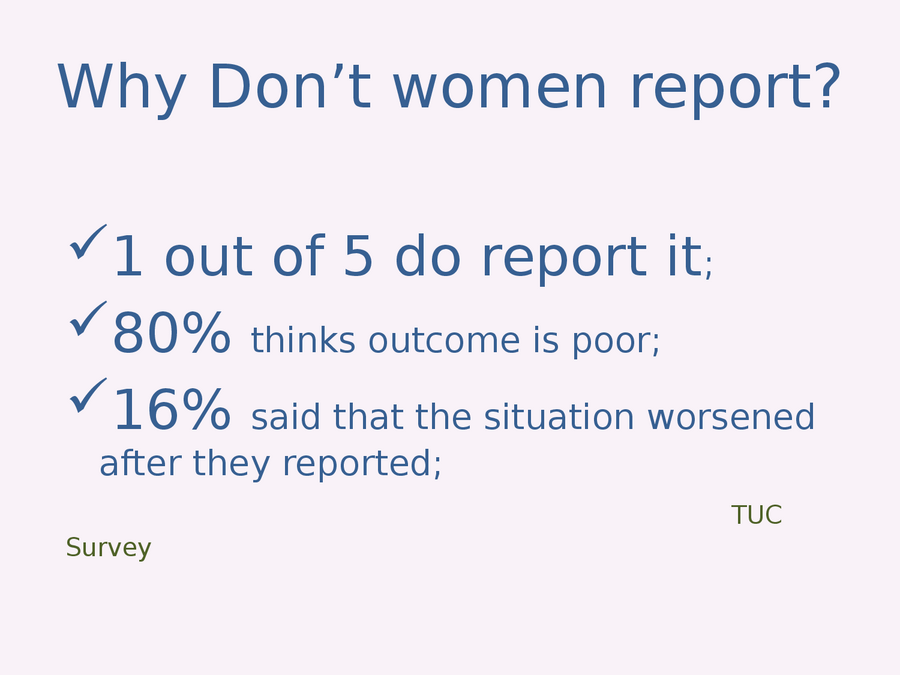 Why Don’t women report?
✓1 out of 5 do report it;
✓80% thinks outcome is poor;
✓16% said that the situation worsened
after they reported;
TUC
Survey